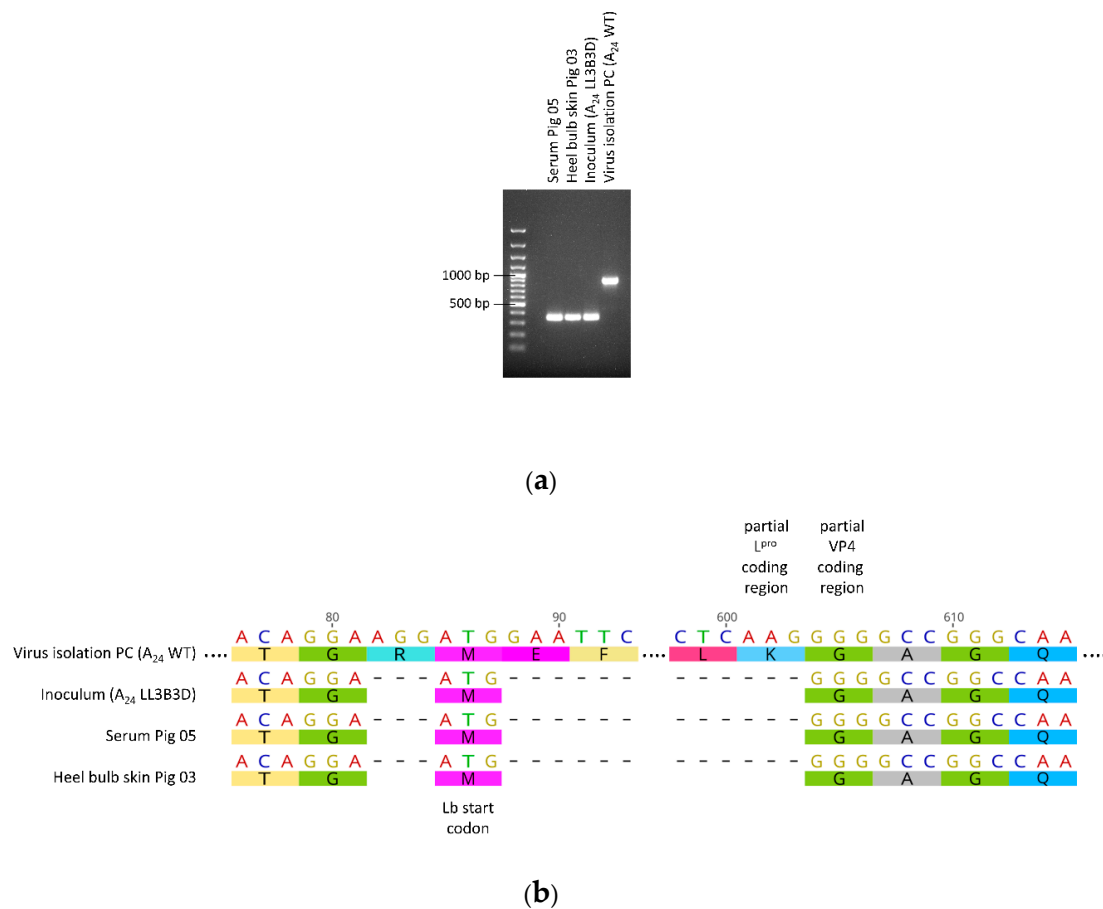 Serum Pig 05
Heel bulb skin Pig 03
Inoculum (A24 LL3B3D)
Virus isolation PC (A24 WT)
1000 bp
500 bp
(a)
partial Lpro coding region
partial VP4 coding region
80 90 600 610
A C A G G A A G G A T G G A A T T C C T C A A G G G G G C C G G G C A A
Virus isolation PC (A24 WT) .... T G R M E F .... L K G A G Q ....
A C A G G A - - - A T G - - - - - - - - - - - - G G G G C C G G C C A A
Inoculum (A24 LL3B3D) T G M G A G Q
A C A G G A - - - A T G - - - - - - - - - - - - G G G G C C G G C C A A
Serum Pig 05 T G M G A G Q
A C A G G A - - - A T G - - - - - - - - - - - - G G G G C C G G C C A A
Heel bulb skin Pig 03 T G M G A G Q
Lb start
codon
(b)